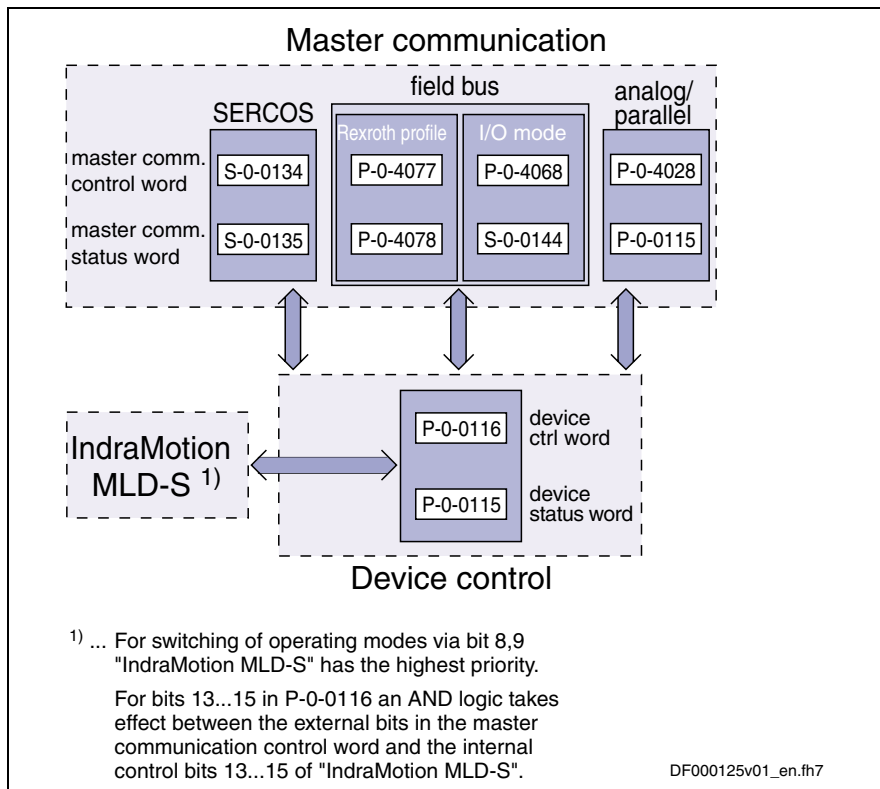 Master communication
field bus
SERCOS
analog/
parallel
Rexroth profile
I/O mode
master comm.
control word
S-0-0134
P-0-4077
P-0-4068
P-0-4028
master comm.
status word
S-0-0135
P-0-4078
S-0-0144
P-0-0115
IndraMotion
MLD-S 1)
P-0-0116
device
ctrl word
P-0-0115
device
status word
Device control
1) ... For switching of operating modes via bit 8,9
"IndraMotion MLD-S" has the highest priority.
For bits 13...15 in P-0-0116 an AND logic takes
effect between the external bits in the master
communication control word and the internal
control bits 13...15 of "IndraMotion MLD-S".
DF000125v01_en.fh7